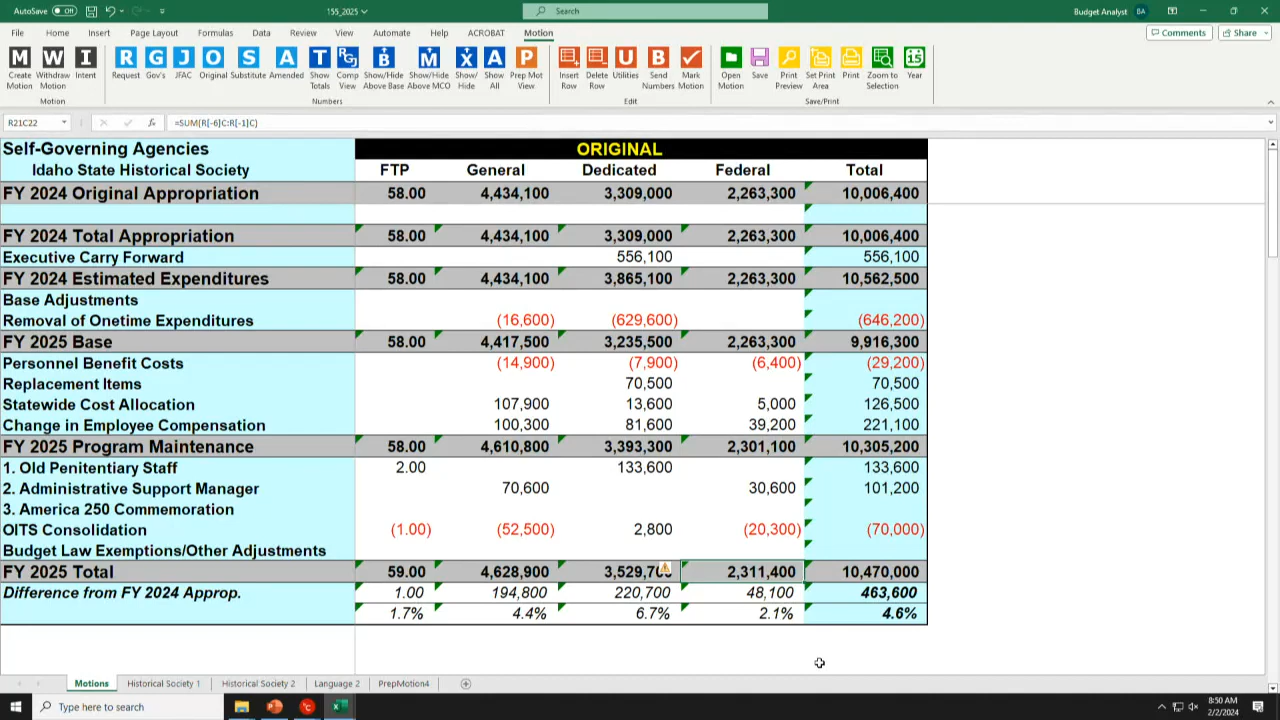 AutoSave Off 155_2025 Search Budget Analyst BA
File Home Insert Page Layout Formulas Data Review View Automate Help ACROBAT Motion Comments Share
M W I R G J O S A T RG B M X A P U B 15
Create Motion Withdraw Motion Intent Request Gov's JFAC Original Substitute Amended Show Totals Comp View Show/Hide Above Base Show/Hide Above MCO Show/ Hide Show All Prep Mot View Insert Row Delete Row Utilities Send Numbers Mark Motion Open Motion Save Print Preview Set Print Area Print Zoom to Selection Year
Motion Numbers Edit Save/Print
R21C22 fx =SUM(R[-6]C:R[-1]C)
Self-Governing Agencies ORIGINAL
Idaho State Historical Society FTP General Dedicated Federal Total
FY 2024 Original Appropriation 58.00 4,434,100 3,309,000 2,263,300 10,006,400
FY 2024 Total Appropriation 58.00 4,434,100 3,309,000 2,263,300 10,006,400
Executive Carry Forward 556,100 556,100
FY 2024 Estimated Expenditures 58.00 4,434,100 3,865,100 2,263,300 10,562,500
Base Adjustments
Removal of Onetime Expenditures (16,600) (629,600) (646,200)
FY 2025 Base 58.00 4,417,500 3,235,500 2,263,300 9,916,300
Personnel Benefit Costs (14,900) (7,900) (6,400) (29,200)
Replacement Items 70,500 70,500
Statewide Cost Allocation 107,900 13,600 5,000 126,500
Change in Employee Compensation 100,300 81,600 39,200 221,100
FY 2025 Program Maintenance 58.00 4,610,800 3,393,300 2,301,100 10,305,200
1. Old Penitentiary Staff 2.00 133,600 133,600
2. Administrative Support Manager 70,600 30,600 101,200
3. America 250 Commemoration
OITS Consolidation (1.00) (52,500) 2,800 (20,300) (70,000)
Budget Law Exemptions/Other Adjustments
FY 2025 Total 59.00 4,628,900 3,529,700 2,311,400 10,470,000
Difference from FY 2024 Approp. 1.00 194,800 220,700 48,100 463,600
1.7% 4.4% 6.7% 2.1% 4.6%
Motions Historical Society 1 Historical Society 2 Language 2 PrepMotion4
Type here to search 8:50 AM
2/2/2024